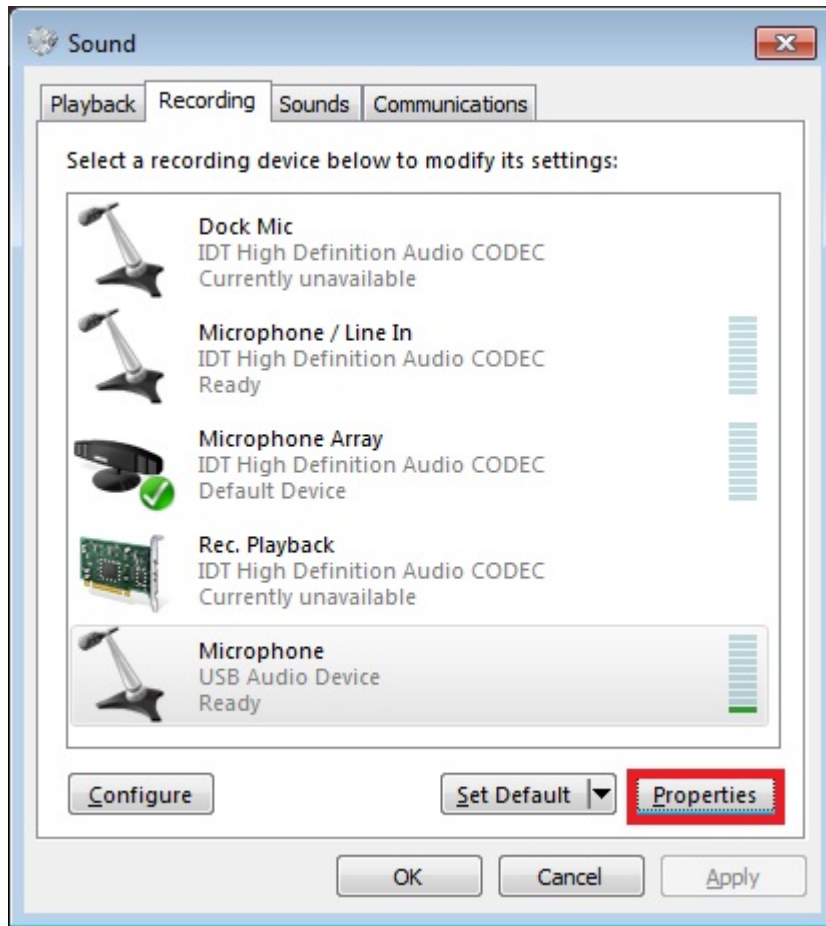 Sound
Playback Recording Sounds Communications
Select a recording device below to modify its settings:
Dock Mic
IDT High Definition Audio CODEC
Currently unavailable
Microphone / Line In
IDT High Definition Audio CODEC
Ready
Microphone Array
IDT High Definition Audio CODEC
Default Device
Rec. Playback
IDT High Definition Audio CODEC
Currently unavailable
Microphone
USB Audio Device
Ready
Configure Set Default Properties
OK Cancel Apply